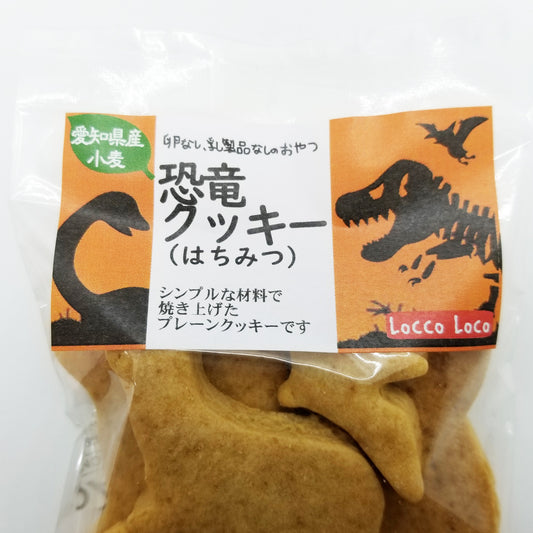 愛知県産
小麦
卵なし、乳製品なしのおやつ
恐竜
クッキー
(はちみつ)
シンプルな材料で
焼き上げた
プレーンクッキーです
Locco Loco